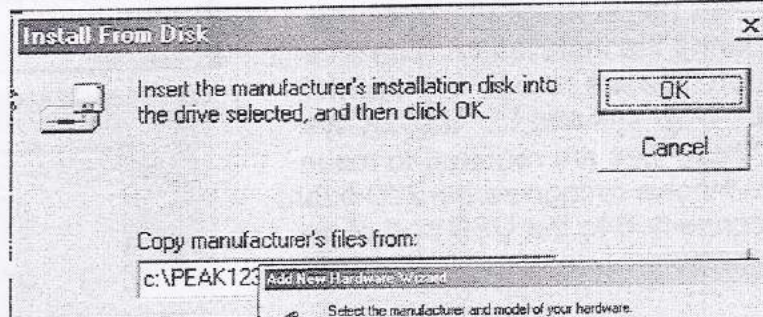 Install From Disk
Insert the manufacturer's installation disk into
the drive selected, and then click OK.
OK
Cancel
Copy manufacturer's files from:
c:\PEAK123
Add New Hardware Wizard
Select the manufacturer and model of your hardware.